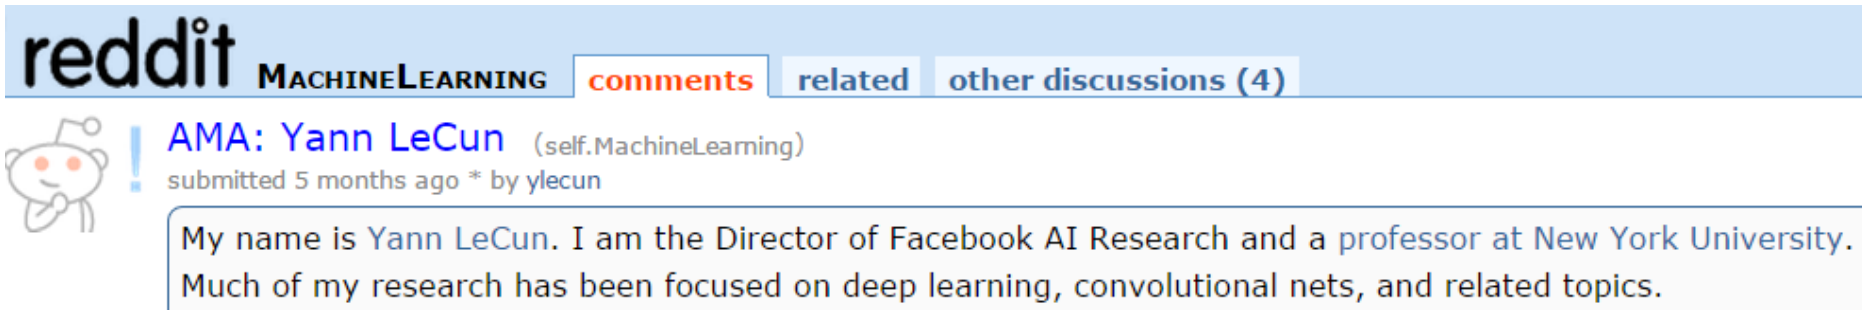 reddit MACHINELEARNING comments related other discussions (4)
AMA: Yann LeCun (self.MachineLearning)
submitted 5 months ago * by ylecun
My name is Yann LeCun. I am the Director of Facebook AI Research and a professor at New York University.
Much of my research has been focused on deep learning, convolutional nets, and related topics.